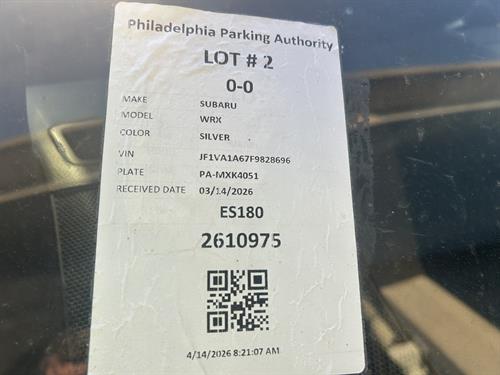 Philadelphia Parking Authority
LOT # 2
0-0
MAKE SUBARU
MODEL WRX
COLOR SILVER
VIN JF1VA1A67F9828696
PLATE PA-MXK4051
RECEIVED DATE 03/14/2026
ES180
2610975
4/14/2026 8:21:07 AM